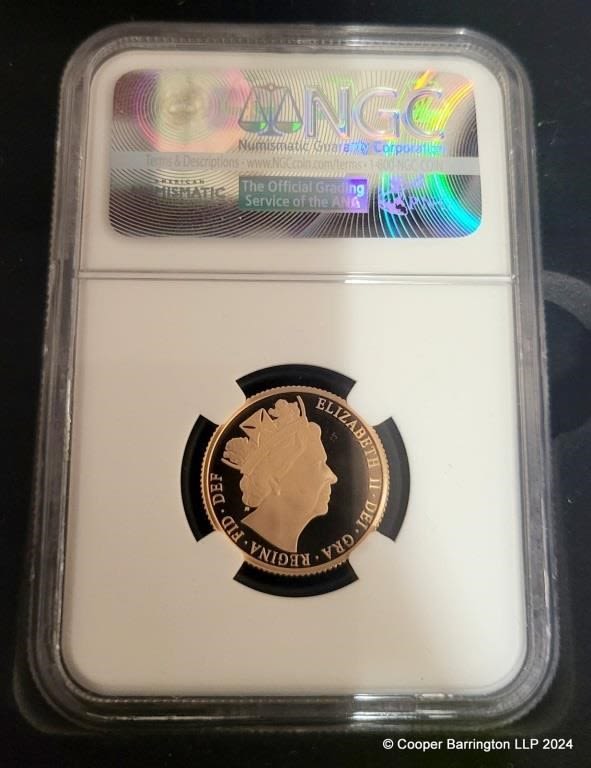 NGC
Numismatic Guaranty Corporation
Terms & Descriptions - www.NGCcoin.com/terms • 1-800-NGC-COIN
AMERICAN
NUMISMATIC
The Official Grading
Service of the ANA
ELIZABETH II · DEI · GRA · REGINA · FID · DEF
© Cooper Barrington LLP 2024